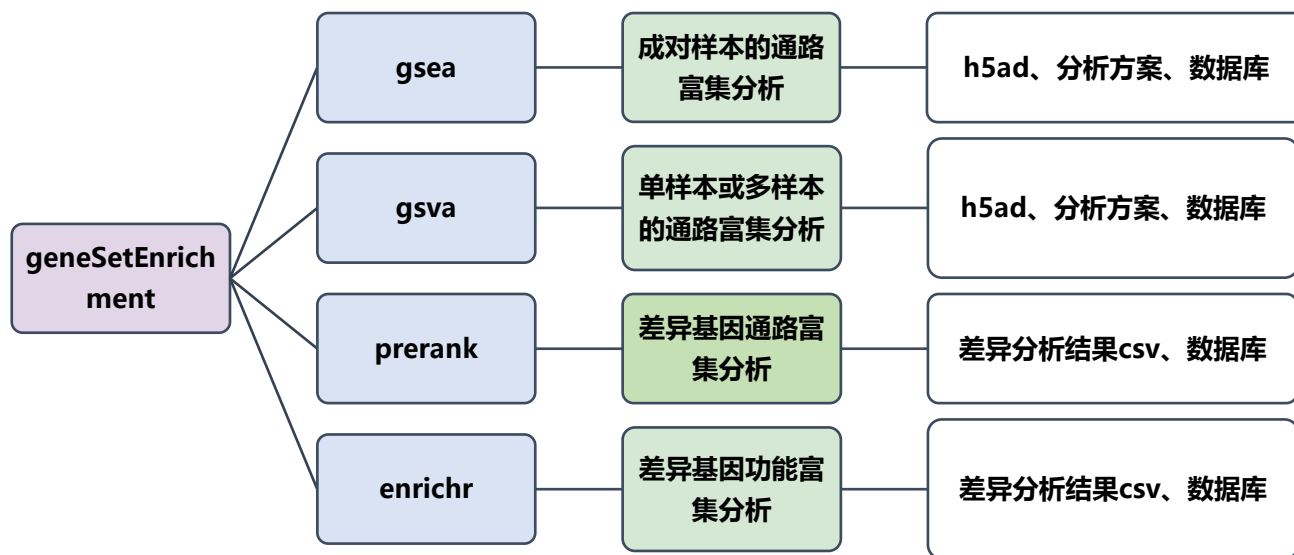 geneSetEnrich
ment
gsea
成对样本的通路
富集分析
h5ad、分析方案、数据库
gsva
单样本或多样本
的通路富集分析
h5ad、分析方案、数据库
prerank
差异基因通路富
集分析
差异分析结果csv、数据库
enrichr
差异基因功能富
集分析
差异分析结果csv、数据库